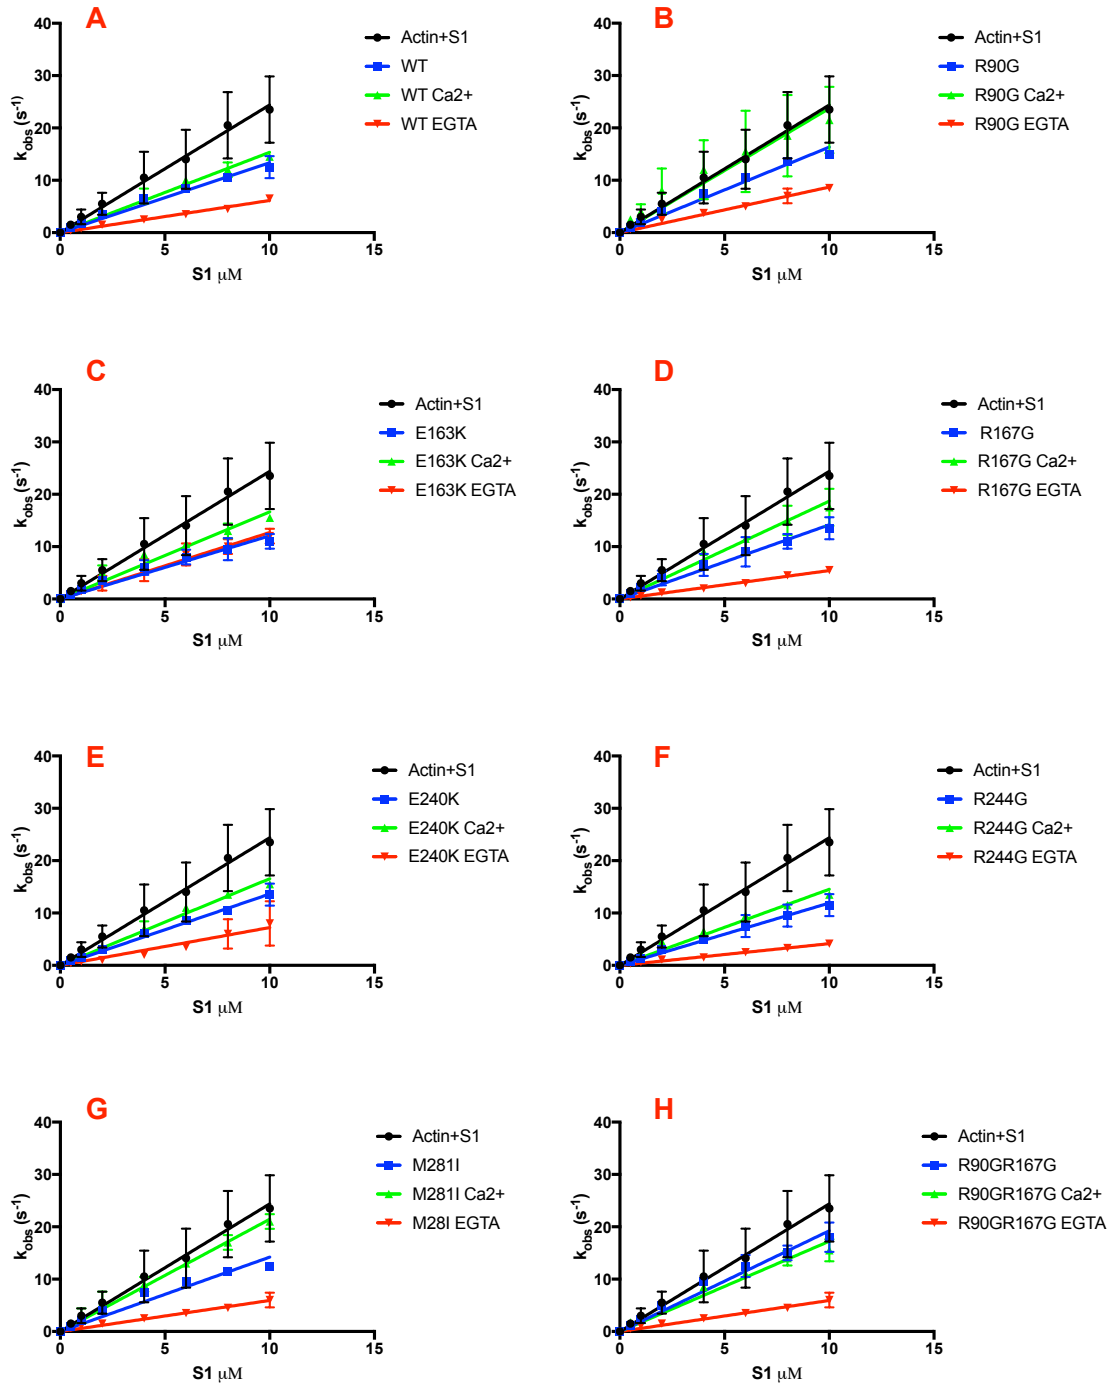 A
40
30
20
10
0
0 5 10 15
kobs (s-1)
S1 μM
Actin+S1
WT
WT Ca2+
WT EGTA
B
40
30
20
10
0
0 5 10 15
kobs (s-1)
S1 μM
Actin+S1
R90G
R90G Ca2+
R90G EGTA
C
40
30
20
10
0
0 5 10 15
kobs (s-1)
S1 μM
Actin+S1
E163K
E163K Ca2+
E163K EGTA
D
40
30
20
10
0
0 5 10 15
kobs (s-1)
S1 μM
Actin+S1
R167G
R167G Ca2+
R167G EGTA
E
40
30
20
10
0
0 5 10 15
kobs (s-1)
S1 μM
Actin+S1
E240K
E240K Ca2+
E240K EGTA
F
40
30
20
10
0
0 5 10 15
kobs (s-1)
S1 μM
Actin+S1
R244G
R244G Ca2+
R244G EGTA
G
40
30
20
10
0
0 5 10 15
kobs (s-1)
S1 μM
Actin+S1
M281I
M281I Ca2+
M28I EGTA
H
40
30
20
10
0
0 5 10 15
kobs (s-1)
S1 μM
Actin+S1
R90GR167G
R90GR167G Ca2+
R90GR167G EGTA